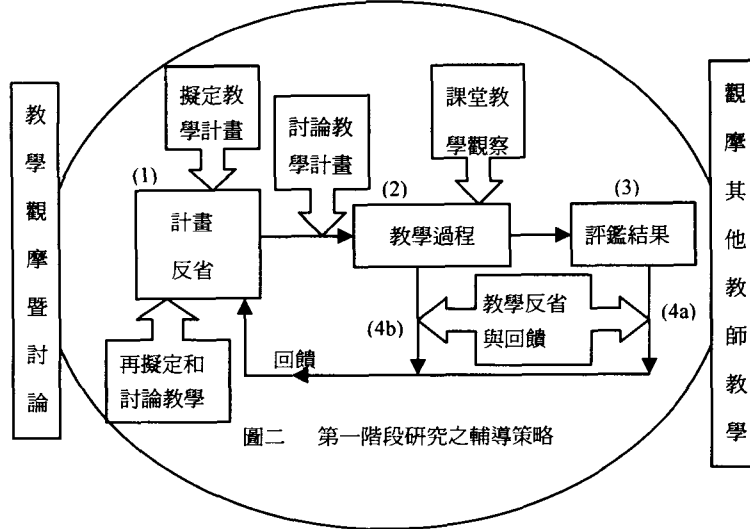 教學觀摩暨討論
擬定教
學計畫
討論教
學計畫
課堂教
學觀察
觀摩其他教師教學
(1)
(2)
(3)
計畫
反省
教學過程
評鑑結果
教學反省
與回饋
(4b)
(4a)
再擬定和
討論教學
回饋
圖二 第一階段研究之輔導策略